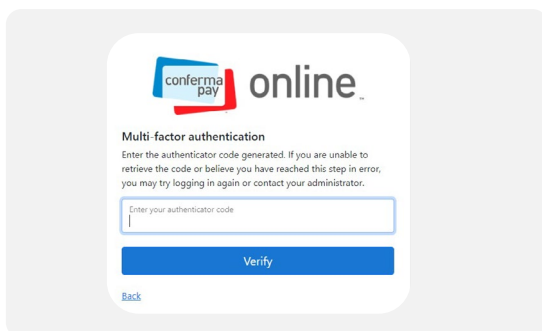 conferma
pay
online
Multi-factor authentication
Enter the authenticator code generated. If you are unable to
retrieve the code or believe you have reached this step in error,
you may try logging in again or contact your administrator.
Enter your authenticator code
Verify
Back